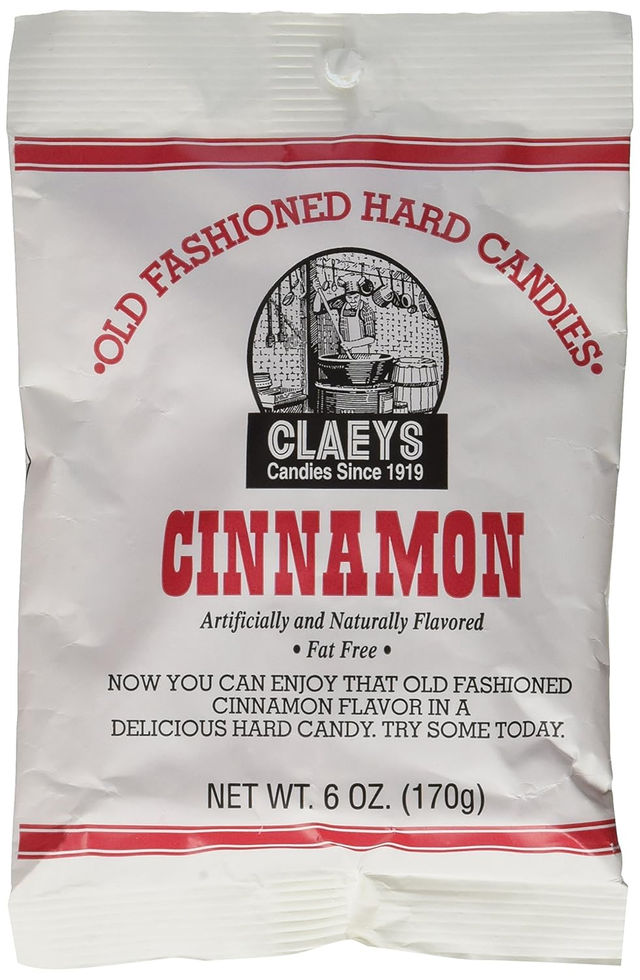 •OLD FASHIONED HARD CANDIES•
CLAEYS
Candies Since 1919
CINNAMON
Artificially and Naturally Flavored
• Fat Free •
NOW YOU CAN ENJOY THAT OLD FASHIONED
CINNAMON FLAVOR IN A
DELICIOUS HARD CANDY. TRY SOME TODAY.
NET WT. 6 OZ. (170g)